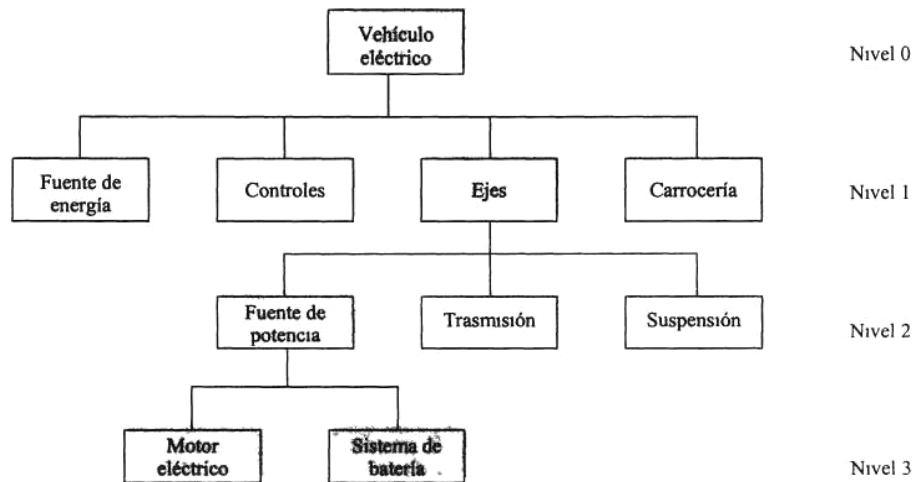 Vehículo
eléctrico
Nivel 0
Fuente de
energía
Controles
Ejes
Carrocería
Nivel 1
Fuente de
potencia
Trasmisión
Suspensión
Nivel 2
Motor
eléctrico
Sistema de
batería
Nivel 3